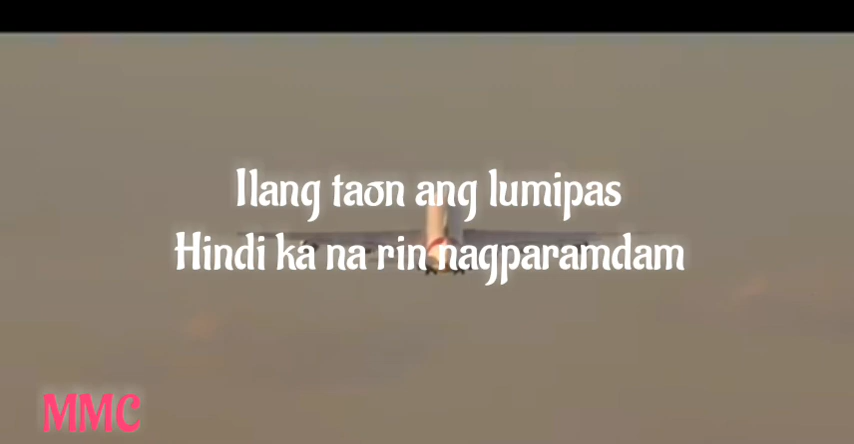 Ilang taon ang lumipas
Hindi ka na rin nagparamdam
MMC